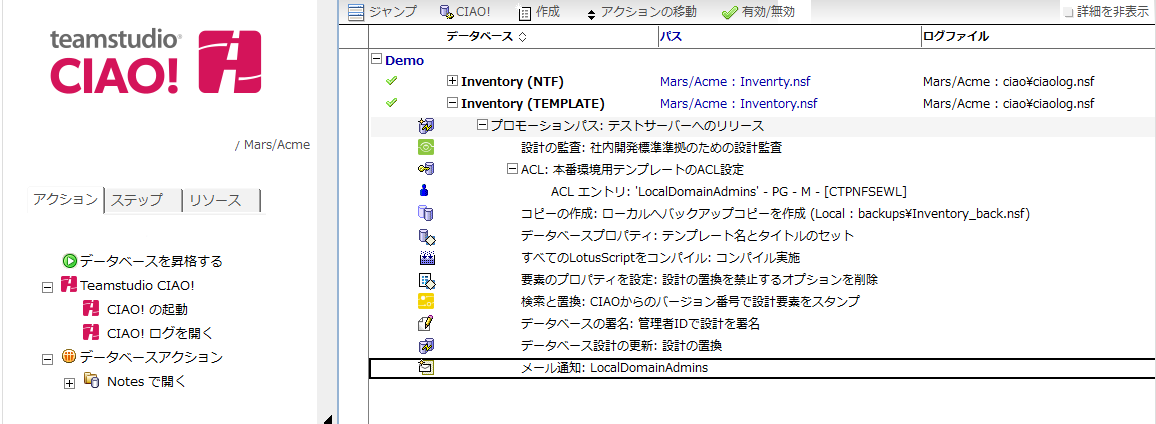 teamstudio®
CIAO!
/ Mars/Acme
アクション ステップ リソース
データベースを昇格する
Teamstudio CIAO!
CIAO! の起動
CIAO! ログを開く
データベースアクション
Notes で開く
ジャンプ CIAO! 作成 アクションの移動 有効/無効 詳細を非表示
データベース パス ログファイル
Demo
Inventory (NTF) Mars/Acme : Invenrty.nsf Mars/Acme : ciao¥ciaolog.nsf
Inventory (TEMPLATE) Mars/Acme : Inventory.nsf Mars/Acme : ciao¥ciaolog.nsf
プロモーションパス: テストサーバーへのリリース
設計の監査: 社内開発標準準拠のための設計監査
ACL: 本番環境用テンプレートのACL設定
ACL エントリ: 'LocalDomainAdmins' - PG - M - [CTPNFSEWL]
コピーの作成: ローカルへバックアップコピーを作成 (Local : backups¥Inventory_back.nsf)
データベースプロパティ: テンプレート名とタイトルのセット
すべてのLotusScriptをコンパイル: コンパイル実施
要素のプロパティを設定: 設計の置換を禁止するオプションを削除
検索と置換: CIAOからのバージョン番号で設計要素をスタンプ
データベースの署名: 管理者IDで設計を署名
データベース設計の更新: 設計の置換
メール通知: LocalDomainAdmins